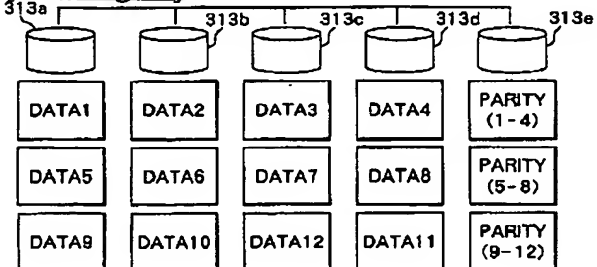 313a 313b 313c 313d 313e
DATA1 DATA2 DATA3 DATA4 PARITY (1-4)
DATA5 DATA6 DATA7 DATA8 PARITY (5-8)
DATA9 DATA10 DATA12 DATA11 PARITY (9-12)